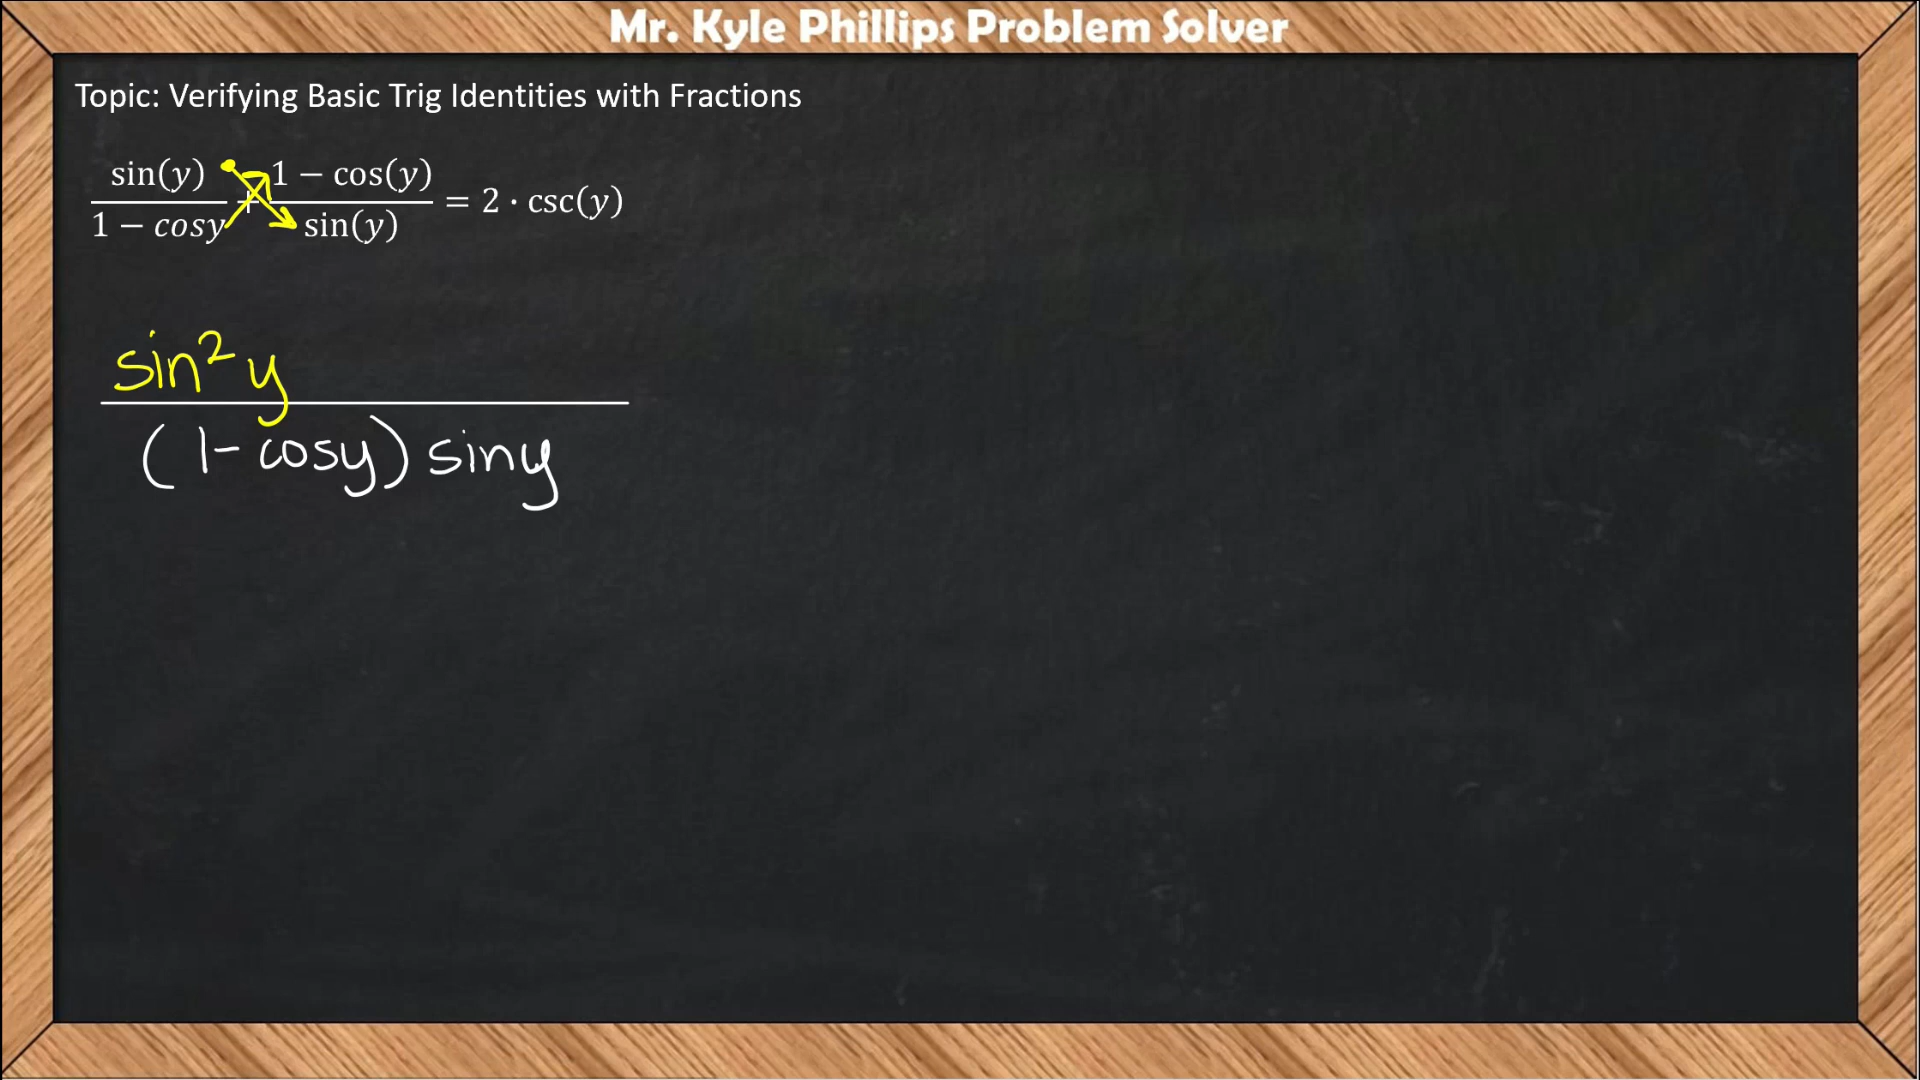 Mr. Kyle Phillips Problem Solver
Topic: Verifying Basic Trig Identities with Fractions
sin(y) 1 − cos(y)
+ = 2 · csc(y)
1 − cosy sin(y)
sin² y
(1- cosy) siny